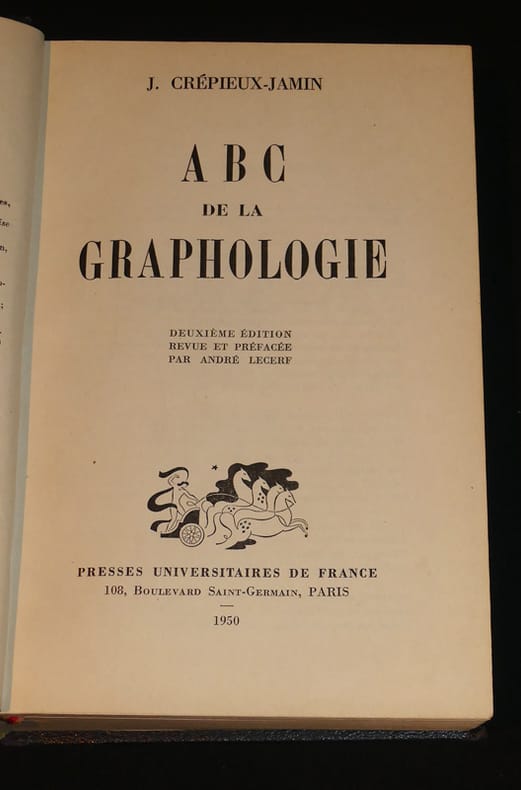 J. CRÉPIEUX-JAMIN
ABC
DE LA
GRAPHOLOGIE
DEUXIÈME ÉDITION
REVUE ET PRÉFACÉE
PAR ANDRÉ LECERF
PRESSES UNIVERSITAIRES DE FRANCE
108, BOULEVARD SAINT-GERMAIN, PARIS
1950